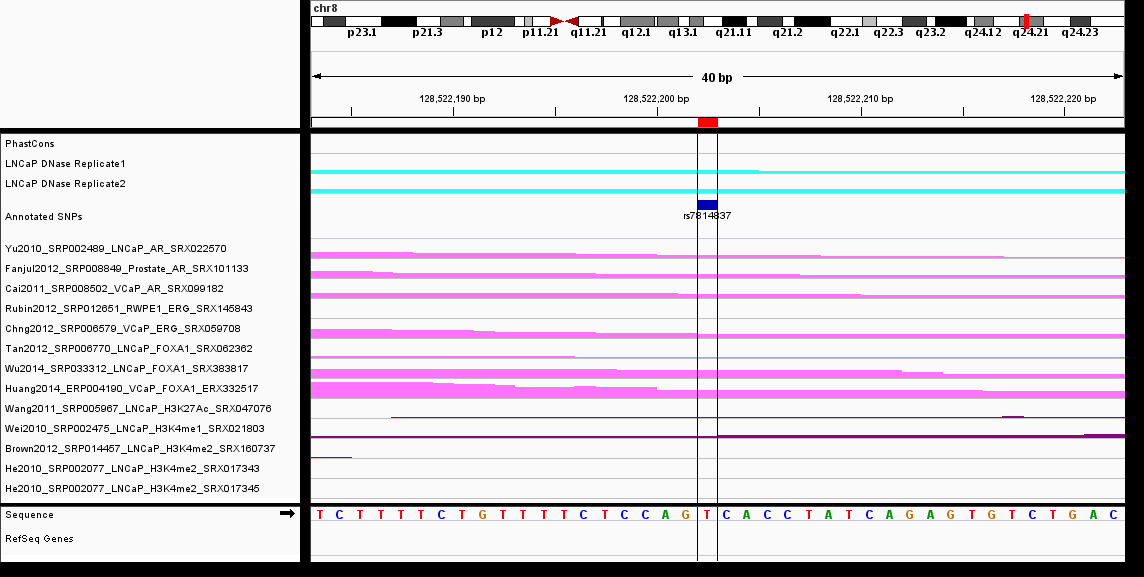 chr8
p23.1 p21.3 p12 p11.21 q11.21 q12.1 q13.1 q21.11 q21.2 q22.1 q22.3 q23.2 q24.12 q24.21 q24.23
40 bp
128,522,190 bp 128,522,200 bp 128,522,210 bp 128,522,220 bp
PhastCons
LNCaP DNase Replicate1
LNCaP DNase Replicate2
Annotated SNPs
rs7814837
Yu2010_SRP002489_LNCaP_AR_SRX022570
Fanjul2012_SRP008849_Prostate_AR_SRX101133
Cai2011_SRP008502_VCaP_AR_SRX099182
Rubin2012_SRP012651_RWPE1_ERG_SRX145843
Chng2012_SRP006579_VCaP_ERG_SRX059708
Tan2012_SRP006770_LNCaP_FOXA1_SRX062362
Wu2014_SRP033312_LNCaP_FOXA1_SRX383817
Huang2014_ERP004190_VCaP_FOXA1_ERX332517
Wang2011_SRP005967_LNCaP_H3K27Ac_SRX047076
Wei2010_SRP002475_LNCaP_H3K4me1_SRX021803
Brown2012_SRP014457_LNCaP_H3K4me2_SRX160737
He2010_SRP002077_LNCaP_H3K4me2_SRX017343
He2010_SRP002077_LNCaP_H3K4me2_SRX017345
Sequence T C T T T T C T G T T T T C T C C A G T C A C C T A T C A G A G T G T C T G A C
RefSeq Genes